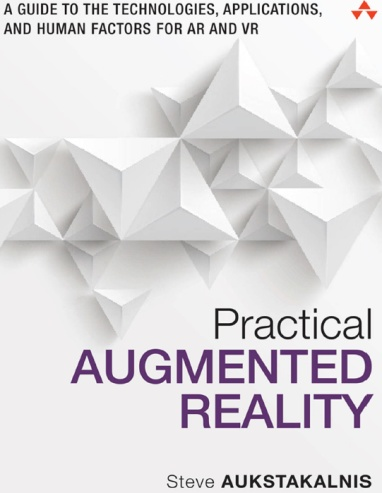 A GUIDE TO THE TECHNOLOGIES, APPLICATIONS,
AND HUMAN FACTORS FOR AR AND VR
Practical
AUGMENTED
REALITY
Steve AUKSTAKALNIS